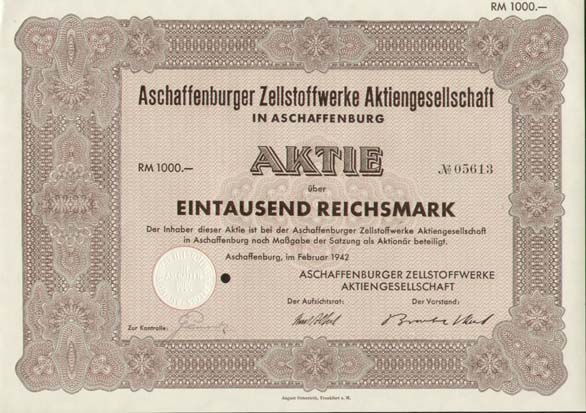 RM 1000.—
Aschaffenburger Zellstoffwerke Aktiengesellschaft
IN ASCHAFFENBURG
AKTIE
RM 1000.— № 05613
über
EINTAUSEND REICHSMARK
Der Inhaber dieser Aktie ist bei der Aschaffenburger Zellstoffwerke Aktiengesellschaft
in Aschaffenburg nach Maßgabe der Satzung als Aktionär beteiligt.
Aschaffenburg, im Februar 1942
ASCHAFFENBURGER ZELLSTOFFWERKE
AKTIENGESELLSCHAFT
Der Aufsichtsrat: Der Vorstand:
Zur Kontrolle:
August Osterrieth, Frankfurt a. M.